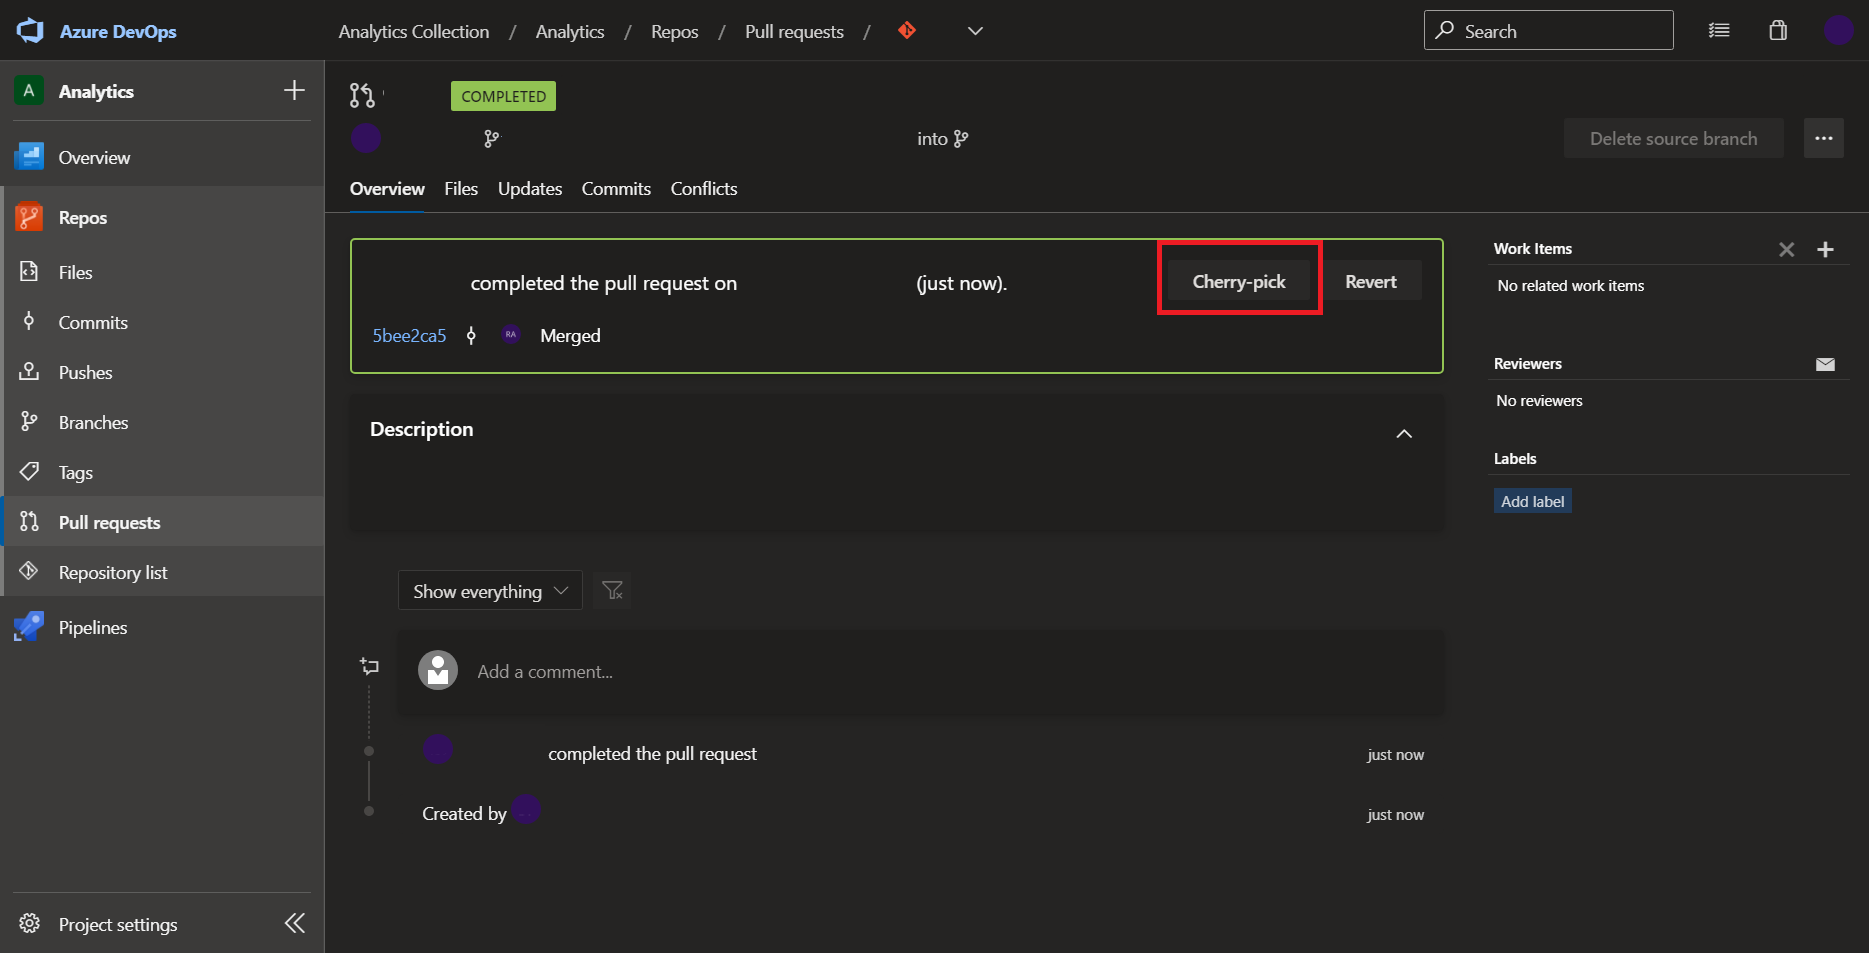 Azure DevOps
Analytics Collection / Analytics / Repos / Pull requests /
Search
A Analytics
Overview
Repos
Files
Commits
Pushes
Branches
Tags
Pull requests
Repository list
Pipelines
Project settings
COMPLETED
into
Delete source branch
Overview Files Updates Commits Conflicts
completed the pull request on (just now).
Cherry-pick Revert
5bee2ca5 RA Merged
Description
Show everything
Add a comment...
completed the pull request just now
Created by just now
Work Items
No related work items
Reviewers
No reviewers
Labels
Add label